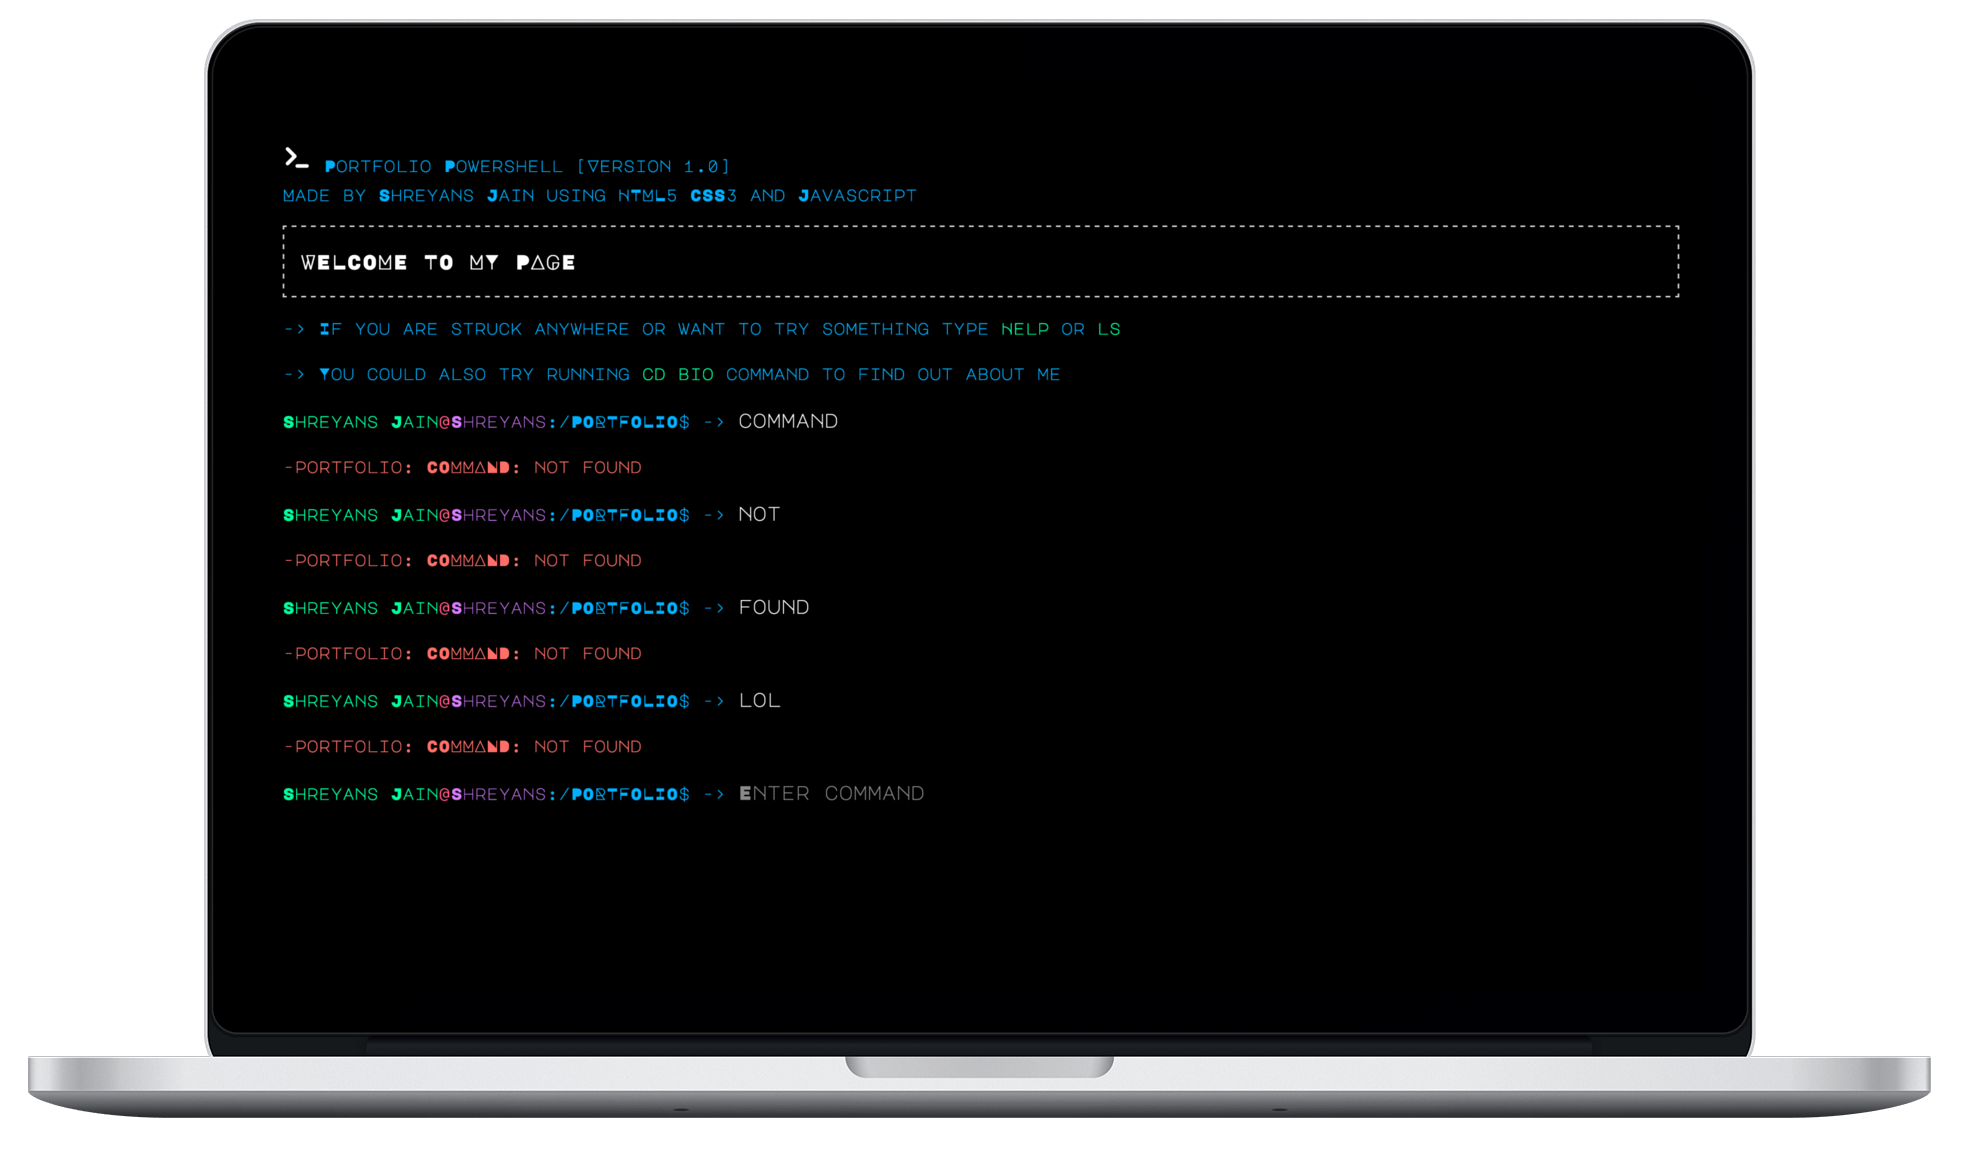 >_ PORTFOLIO POWERSHELL [VERSION 1.0]
MADE BY SHREYANS JAIN USING HTML5 CSS3 AND JAVASCRIPT
WELCOME TO MY PAGE
-> IF YOU ARE STRUCK ANYWHERE OR WANT TO TRY SOMETHING TYPE HELP OR LS
-> YOU COULD ALSO TRY RUNNING CD BIO COMMAND TO FIND OUT ABOUT ME
SHREYANS JAIN@SHREYANS:/PORTFOLIO$ -> COMMAND
-PORTFOLIO: COMMAND: NOT FOUND
SHREYANS JAIN@SHREYANS:/PORTFOLIO$ -> NOT
-PORTFOLIO: COMMAND: NOT FOUND
SHREYANS JAIN@SHREYANS:/PORTFOLIO$ -> FOUND
-PORTFOLIO: COMMAND: NOT FOUND
SHREYANS JAIN@SHREYANS:/PORTFOLIO$ -> LOL
-PORTFOLIO: COMMAND: NOT FOUND
SHREYANS JAIN@SHREYANS:/PORTFOLIO$ -> ENTER COMMAND